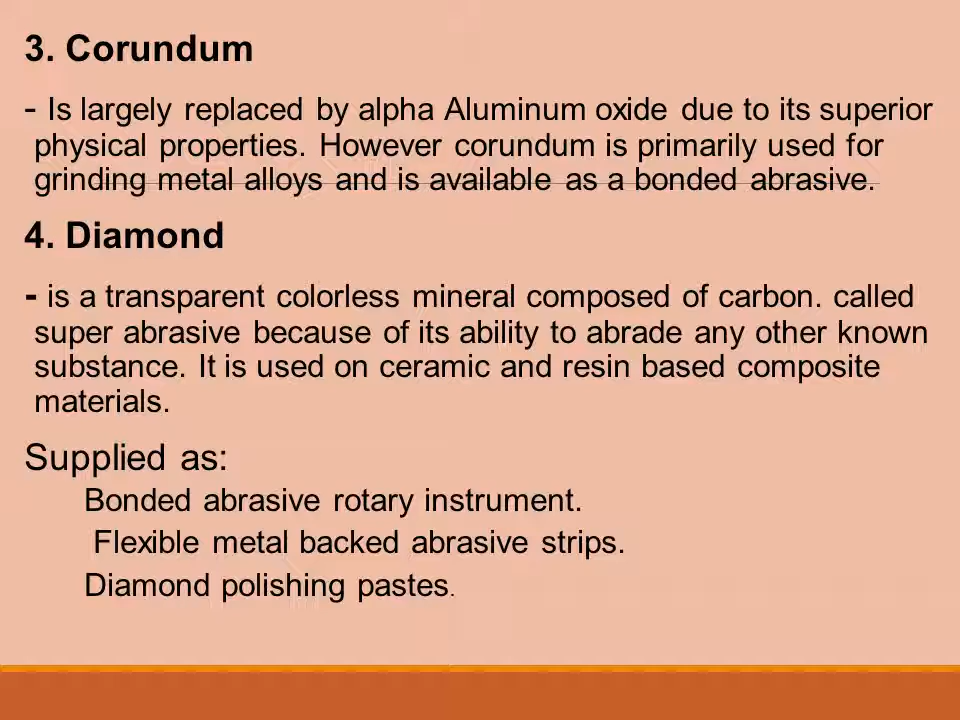 3. Corundum
- Is largely replaced by alpha Aluminum oxide due to its superior
physical properties. However corundum is primarily used for
grinding metal alloys and is available as a bonded abrasive.
4. Diamond
- is a transparent colorless mineral composed of carbon. called
super abrasive because of its ability to abrade any other known
substance. It is used on ceramic and resin based composite
materials.
Supplied as:
Bonded abrasive rotary instrument.
Flexible metal backed abrasive strips.
Diamond polishing pastes.